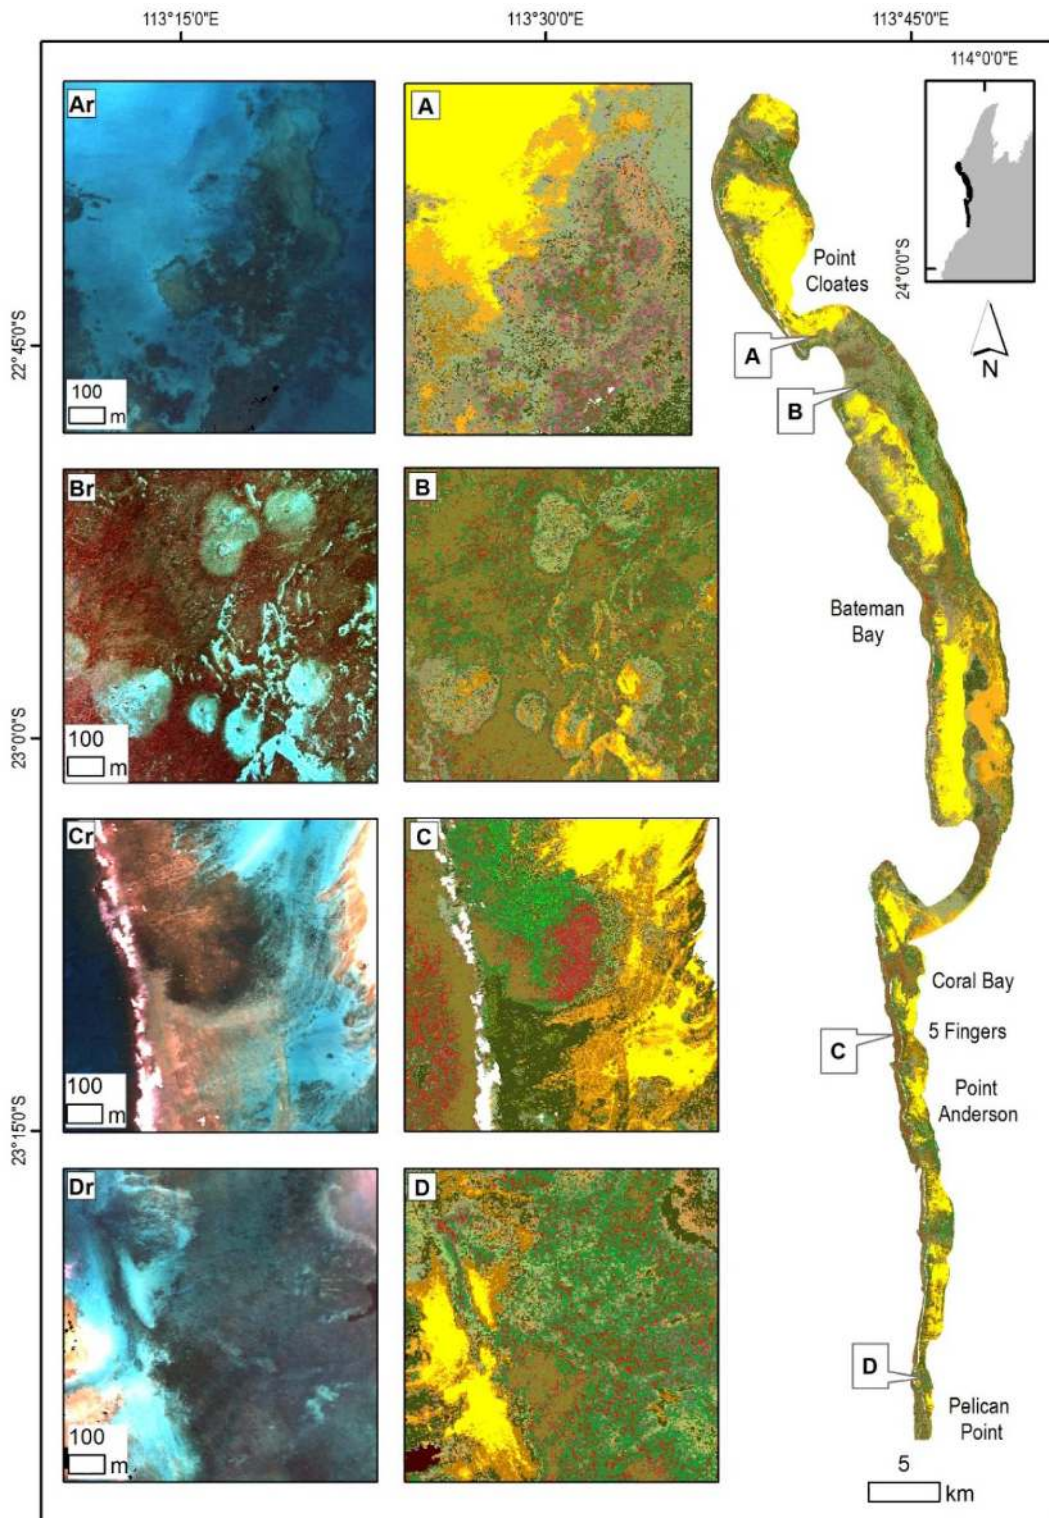 113°15'0"E
113°30'0"E
113°45'0"E
114°0'0"E
24°0'0"S
22°45'0"S
23°0'0"S
23°15'0"S
Ar
100
m
A
Br
100
m
B
Cr
100
m
C
Dr
100
m
D
Point
Cloates
A
B
N
Bateman
Bay
Coral Bay
5 Fingers
C
Point
Anderson
D
Pelican
Point
5
km